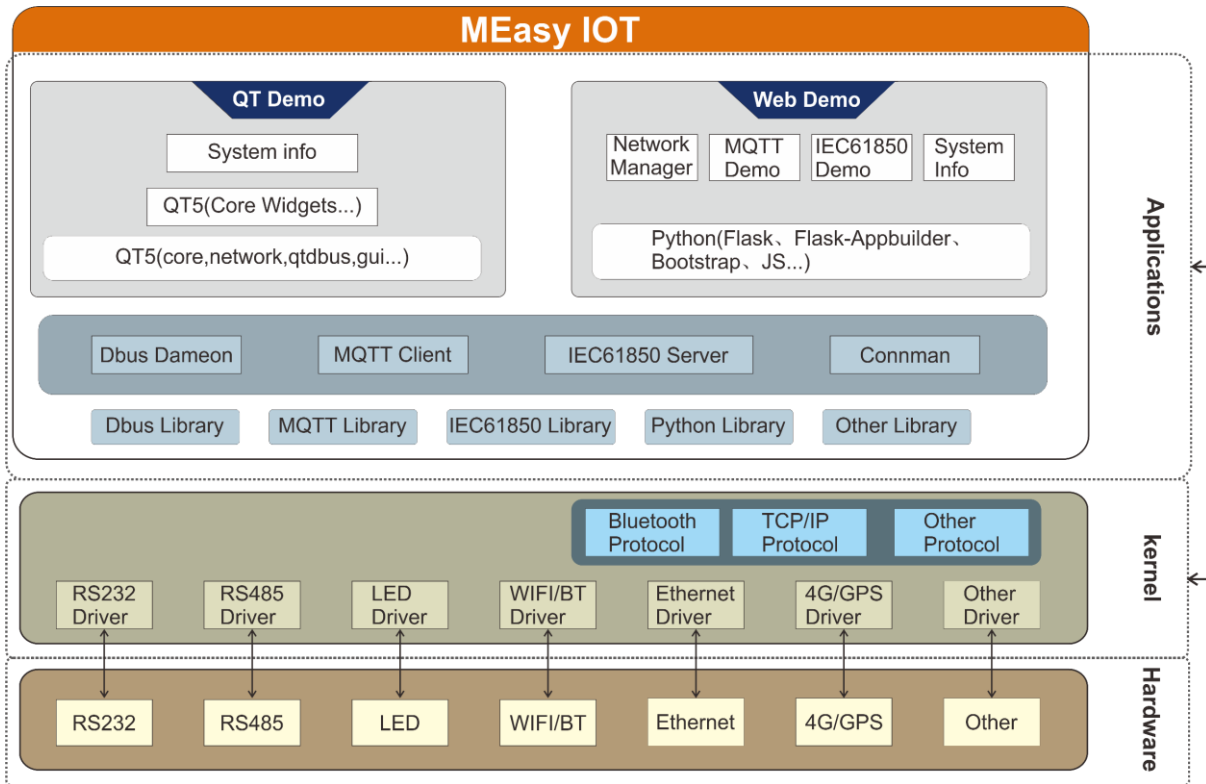 MEasy IOT
QT Demo
System info
QT5(Core Widgets...)
QT5(core,network,qtdbus,gui...)
Web Demo
Network
Manager
MQTT
Demo
IEC61850
Demo
System
Info
Python(Flask、Flask-Appbuilder、
Bootstrap、JS...)
Dbus Dameon
MQTT Client
IEC61850 Server
Connman
Dbus Library
MQTT Library
IEC61850 Library
Python Library
Other Library
Applications
Bluetooth
Protocol
TCP/IP
Protocol
Other
Protocol
RS232
Driver
RS485
Driver
LED
Driver
WIFI/BT
Driver
Ethernet
Driver
4G/GPS
Driver
Other
Driver
kernel
RS232
RS485
LED
WIFI/BT
Ethernet
4G/GPS
Other
Hardware